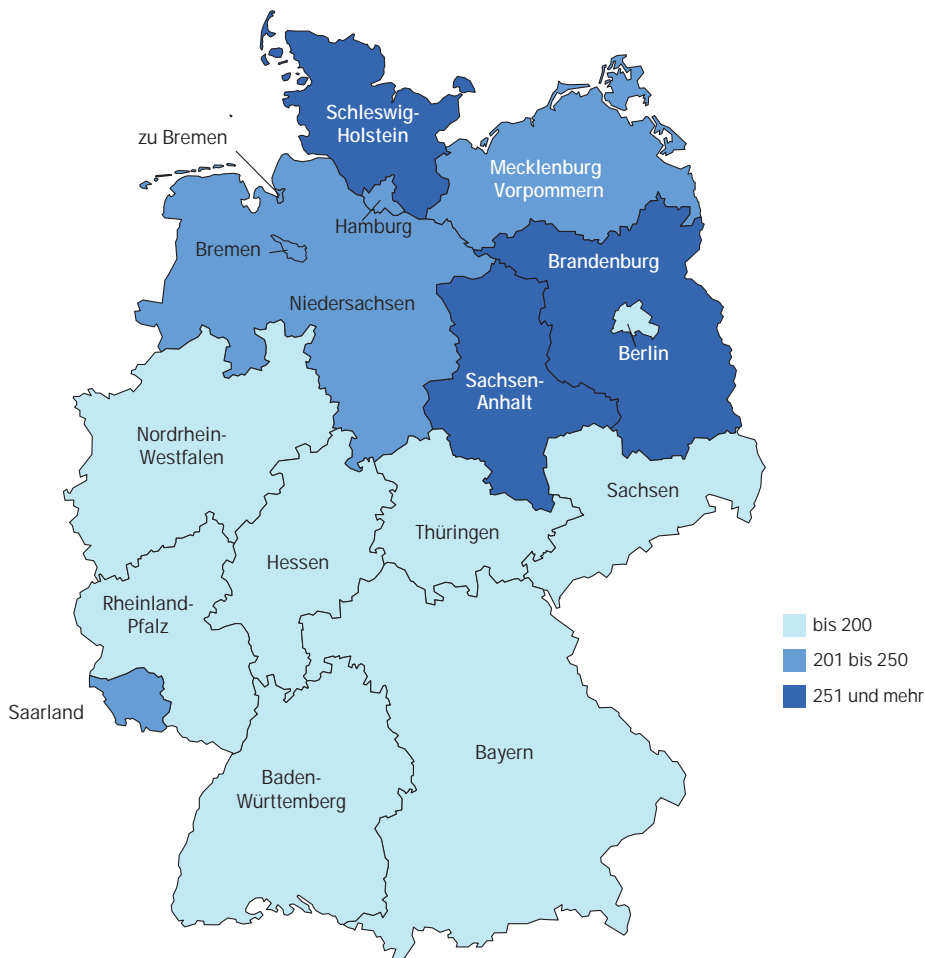 Schleswig-
Holstein
zu Bremen
Mecklenburg
Vorpommern
Hamburg
Bremen
Brandenburg
Niedersachsen
Berlin
Sachsen-
Anhalt
Nordrhein-
Westfalen
Sachsen
Thüringen
Hessen
Rheinland-
Pfalz
bis 200
201 bis 250
251 und mehr
Saarland
Bayern
Baden-
Württemberg